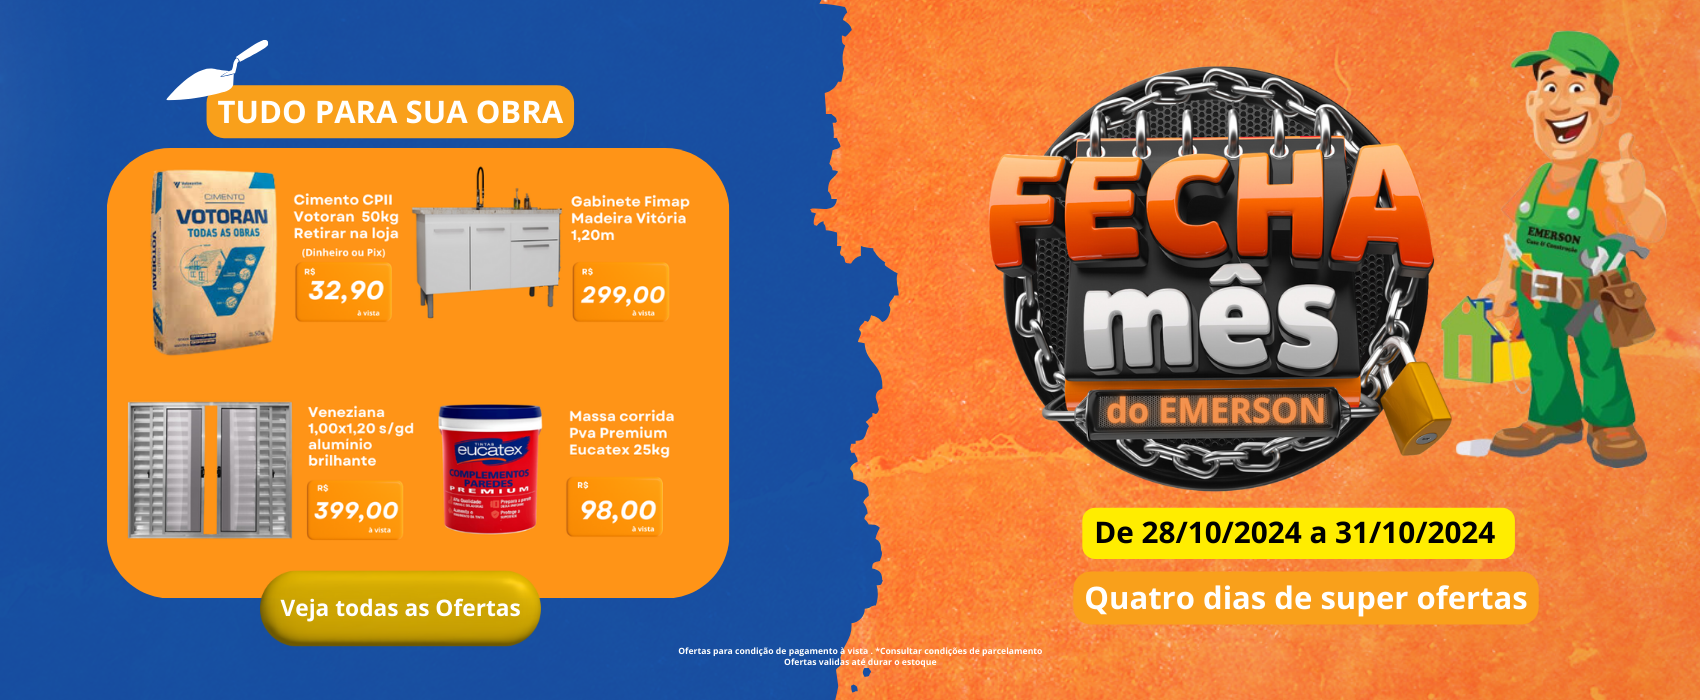 TUDO PARA SUA OBRA
CIMENTO
VOTORAN
TODAS AS OBRAS
VOTORAN
Cimento CPII
Votoran 50kg
Retirar na loja
(Dinheiro ou Pix)
R$
32,90
à vista
Gabinete Fimap
Madeira Vitória
1,20m
R$
299,00
à vista
Veneziana
1,00x1,20 s/gd
alumínio
brilhante
R$
399,00
à vista
TINTAS
eucatex
COMPLEMENTOS
PAREDES
PREMIUM
Massa corrida
Pva Premium
Eucatex 25kg
R$
98,00
à vista
Veja todas as Ofertas
FECHA
mês
do EMERSON
EMERSON
Casa & Construção
De 28/10/2024 a 31/10/2024
Quatro dias de super ofertas
Ofertas para condição de pagamento à vista . *Consultar condições de parcelamento
Ofertas validas até durar o estoque